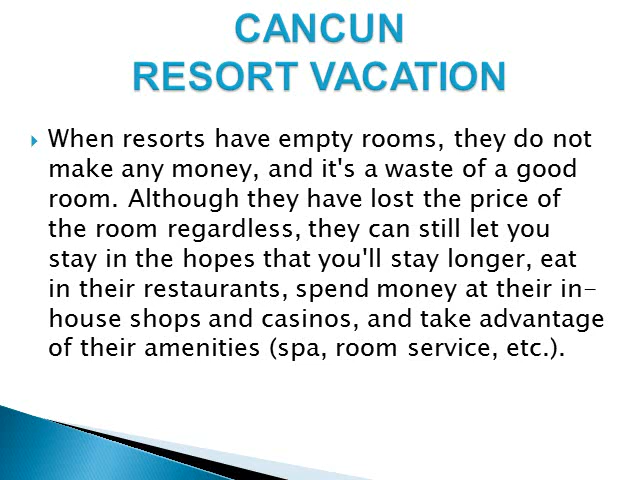 CANCUN
RESORT VACATION
When resorts have empty rooms, they do not
make any money, and it's a waste of a good
room. Although they have lost the price of
the room regardless, they can still let you
stay in the hopes that you'll stay longer, eat
in their restaurants, spend money at their in-
house shops and casinos, and take advantage
of their amenities (spa, room service, etc.).